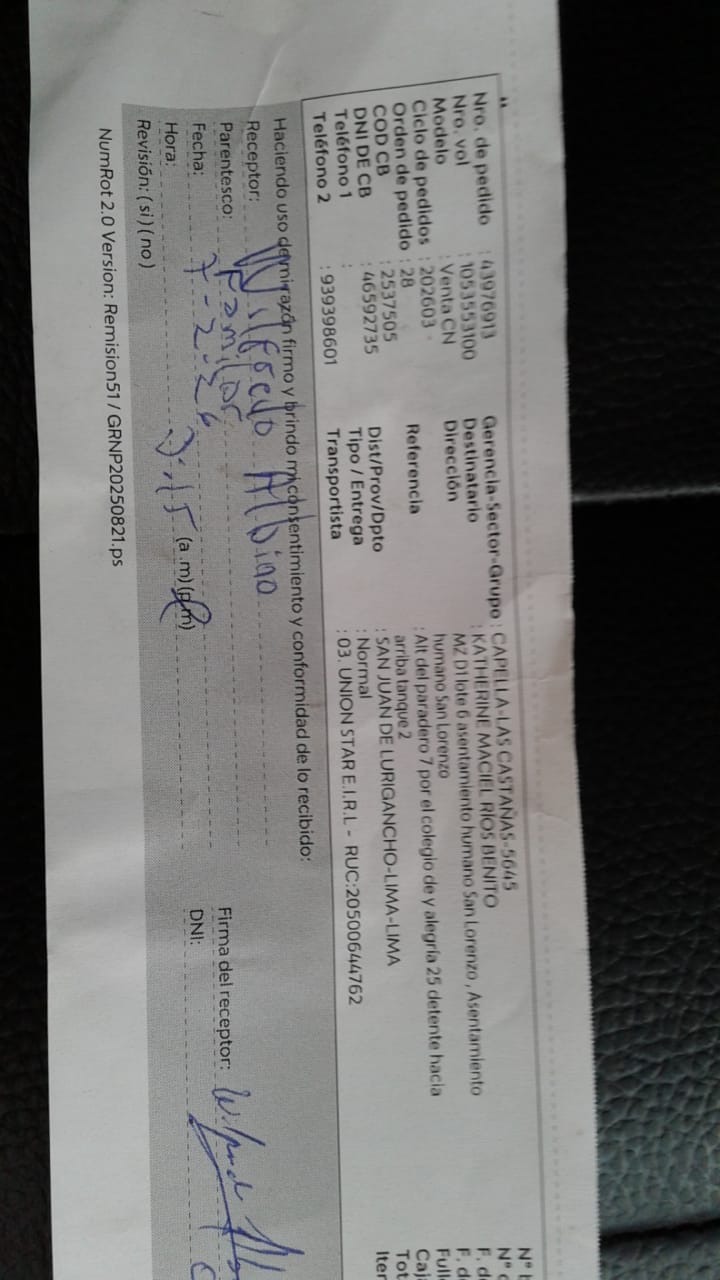 Nro. de pedido : 43976913
Nro. vol : 1053553100
Modelo : Venta CN
Ciclo de pedidos : 202603
Orden de pedido : 28
COD CB : 2537505
DNI DE CB : 46592735
Teléfono 1 :
Teléfono 2 : 939398601
Gerencia-Sector-Grupo : CAPELLA-LAS CASTAÑAS-5645
Destinatario : KATHERINE MACIEL RÍOS BENITO
Dirección MZ D1 lote 6 asentamiento humano San Lorenzo , Asentamiento
humano San Lorenzo
Referencia : Alt del paradero 7 por el colegio de y alegría 25 detente hacia
arriba tanque 2
Dist/Prov/Dpto : SAN JUAN DE LURIGANCHO-LIMA-LIMA
Tipo / Entrega : Normal
Transportista : 03. UNION STAR E.I.R.L - RUC:20500644762
Haciendo uso de mi razón firmo y brindo mi consentimiento y conformidad de lo recibido:
Receptor: Wilfredo Albino
Parentesco: Familiar
Fecha: 7-2-26
Hora: :15 (a .m) (p.m)
Revisión: ( si ) ( no )
Firma del receptor:
DNI:
NumRot 2.0 Version: Remision51 / GRNP20250821.ps